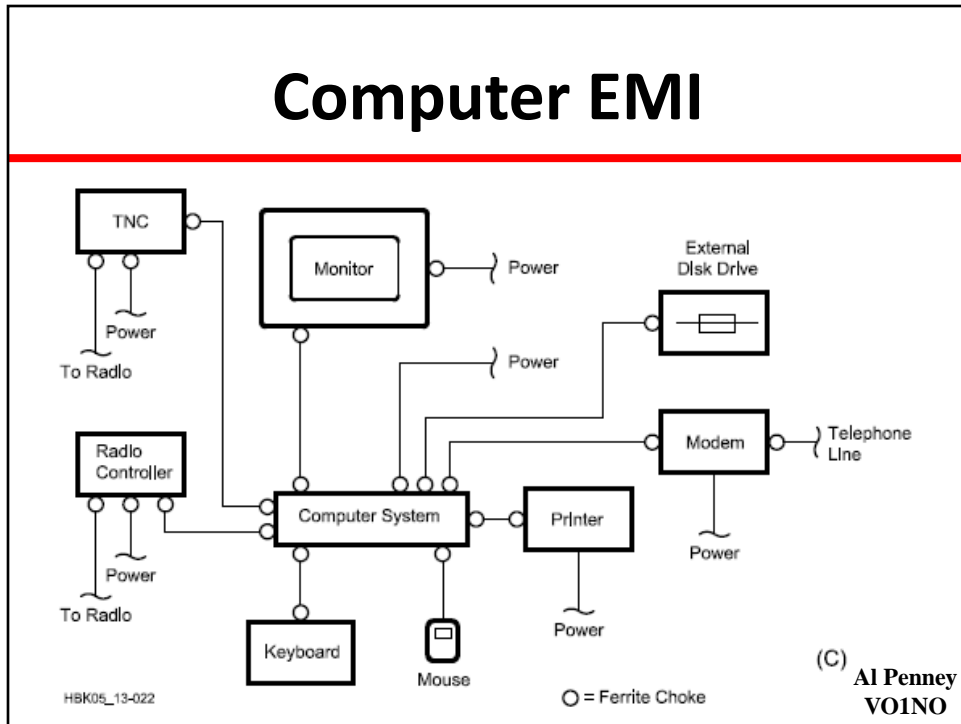 Computer EMI
TNC
Monitor
Power
External
Disk Drive
Power
To Radio
Power
Radio
Controller
Modem
Telephone
Line
Computer System
Printer
Power
Power
To Radio
Power
Keyboard
Mouse
HBK05_13-022
= Ferrite Choke
(C)
Al Penney
VO1NO